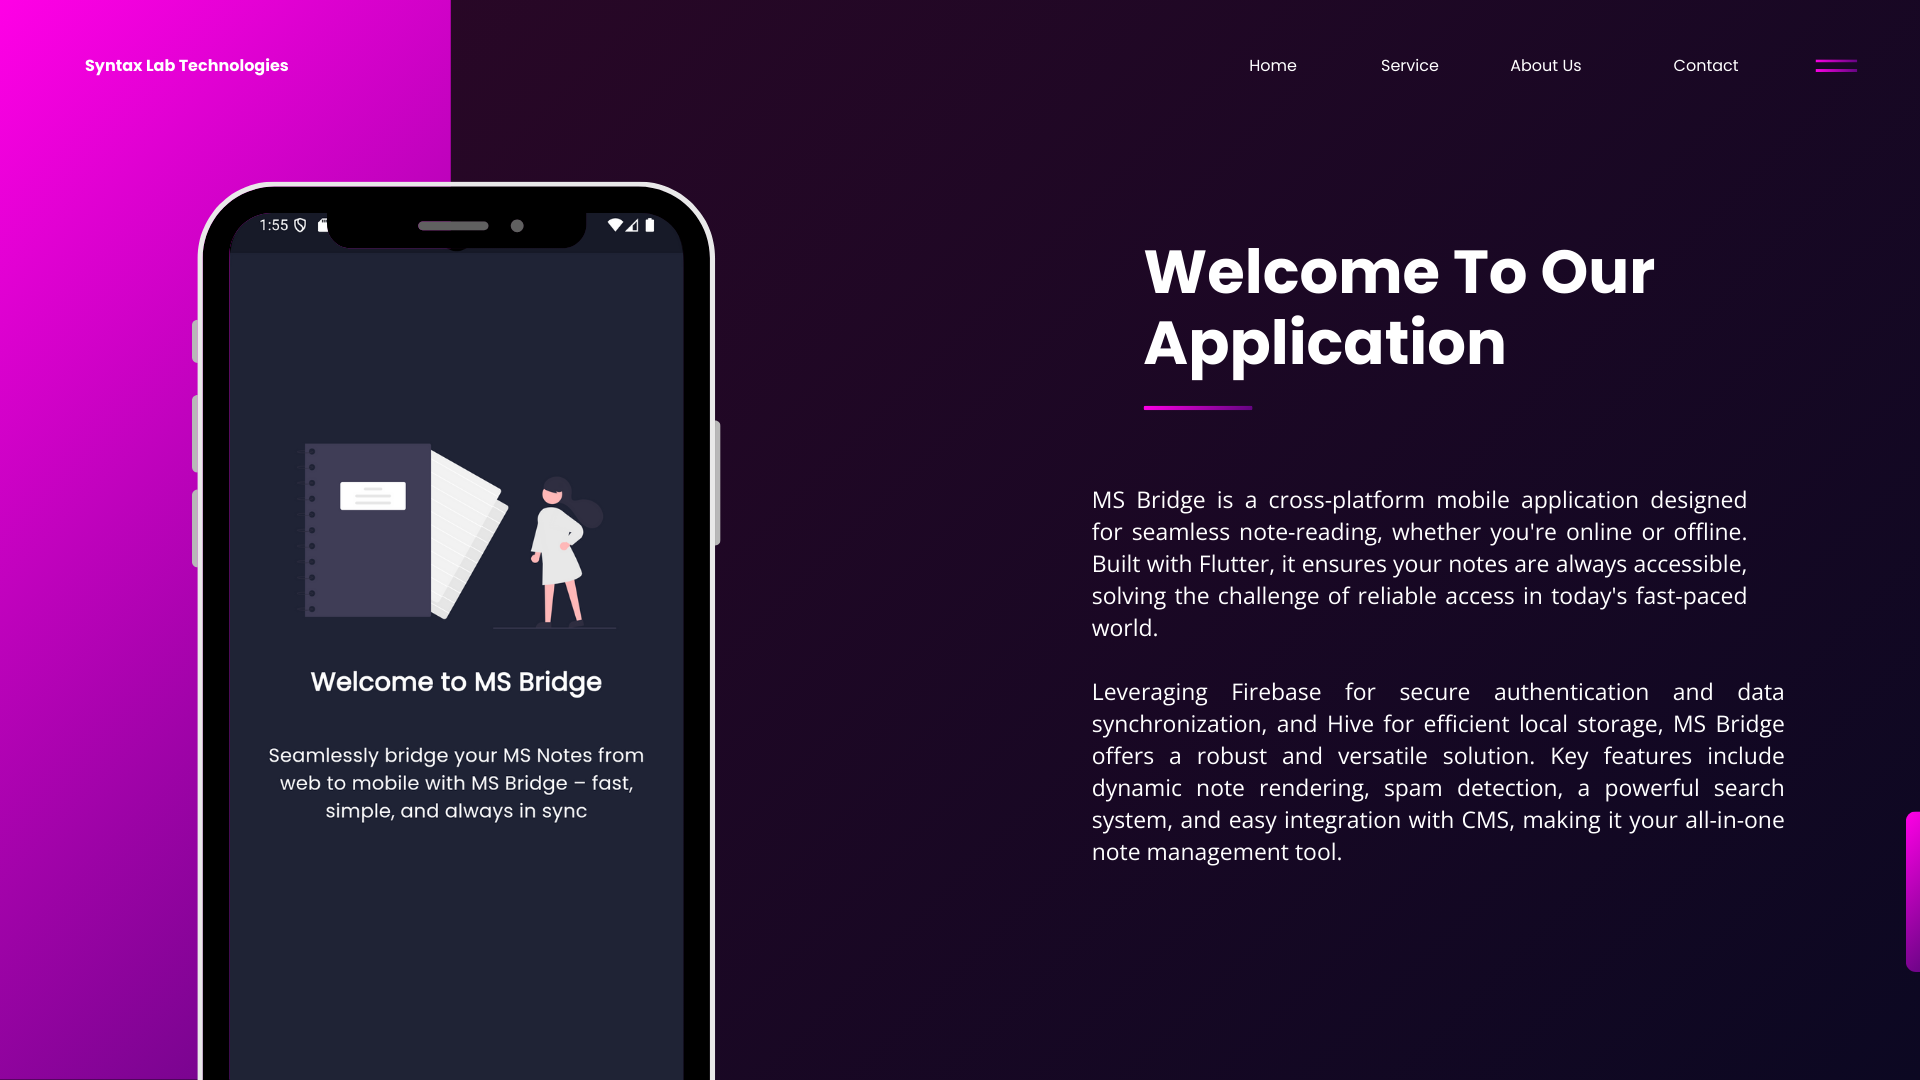 Syntax Lab Technologies
Home
Service
About Us
Contact
1:55
Welcome to MS Bridge
Seamlessly bridge your MS Notes from
web to mobile with MS Bridge – fast,
simple, and always in sync
Welcome To Our
Application
MS Bridge is a cross-platform mobile application designed
for seamless note-reading, whether you're online or offline.
Built with Flutter, it ensures your notes are always accessible,
solving the challenge of reliable access in today's fast-paced
world.
Leveraging Firebase for secure authentication and data
synchronization, and Hive for efficient local storage, MS Bridge
offers a robust and versatile solution. Key features include
dynamic note rendering, spam detection, a powerful search
system, and easy integration with CMS, making it your all-in-one
note management tool.